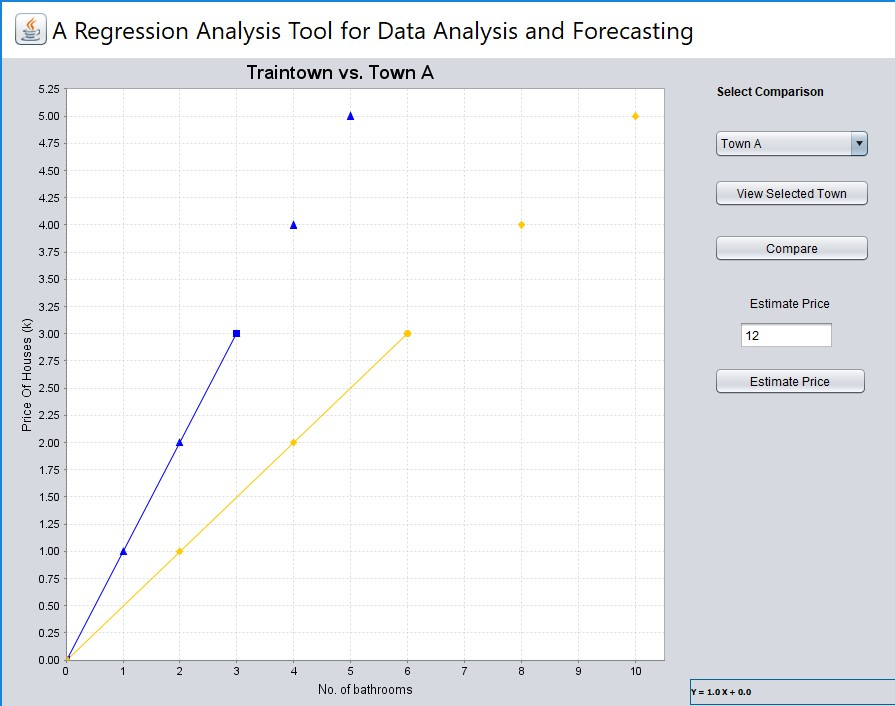 A Regression Analysis Tool for Data Analysis and Forecasting
Traintown vs. Town A
Price Of Houses (k)
5.25
5.00
4.75
4.50
4.25
4.00
3.75
3.50
3.25
3.00
2.75
2.50
2.25
2.00
1.75
1.50
1.25
1.00
0.75
0.50
0.25
0.00
0 1 2 3 4 5 6 7 8 9 10
No. of bathrooms
Select Comparison
Town A
View Selected Town
Compare
Estimate Price
12
Estimate Price
Y = 1.0 X + 0.0